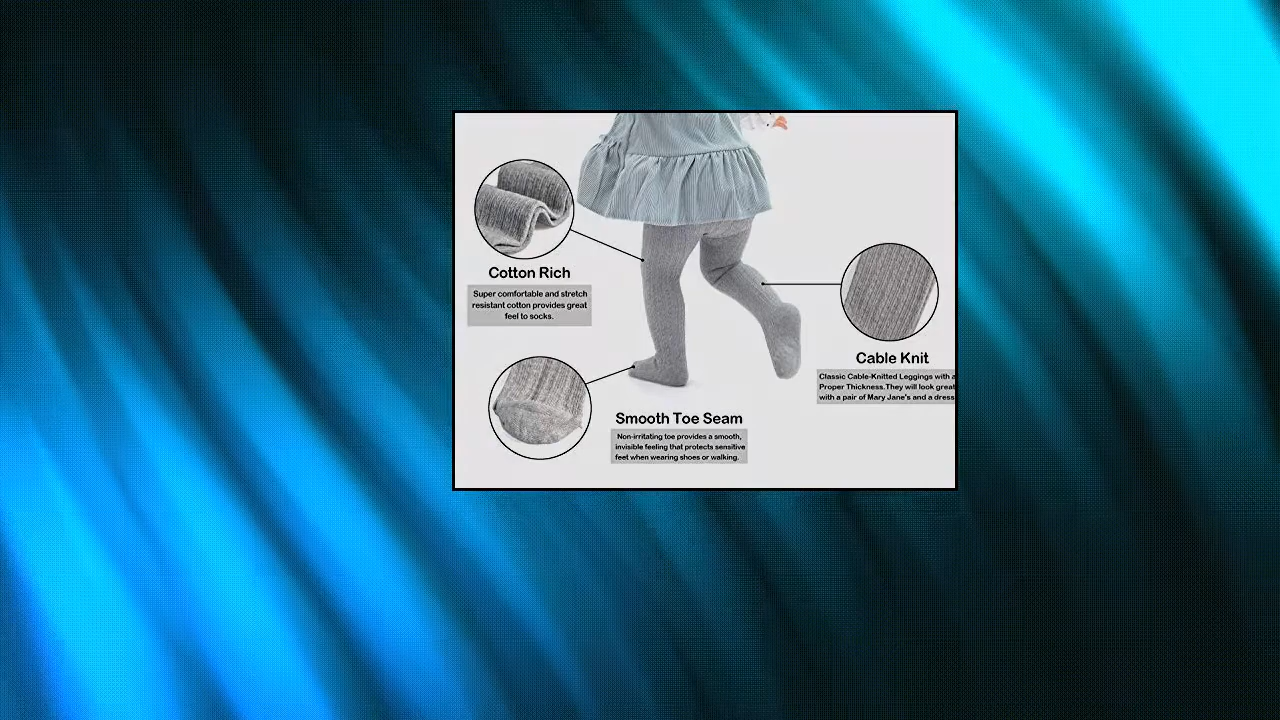 Cotton Rich
Super comfortable and stretch
resistant cotton provides great
feel to socks.
Cable Knit
Classic Cable-Knitted Leggings with a
Proper Thickness.They will look great
with a pair of Mary Jane's and a dress
Smooth Toe Seam
Non-irritating toe provides a smooth,
invisible feeling that protects sensitive
feet when wearing shoes or walking.